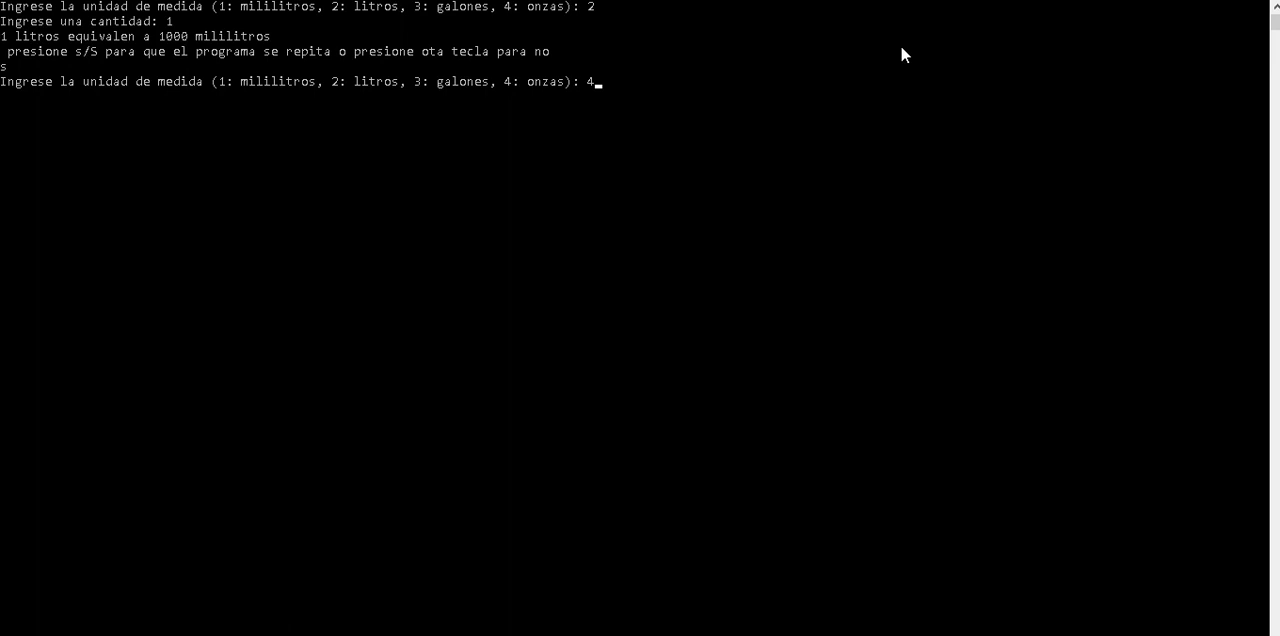 Ingrese la unidad de medida (1: mililitros, 2: litros, 3: galones, 4: onzas): 2
Ingrese una cantidad: 1
1 litros equivalen a 1000 mililitros
presione s/S para que el programa se repita o presione ota tecla para no
s
Ingrese la unidad de medida (1: mililitros, 2: litros, 3: galones, 4: onzas): 4